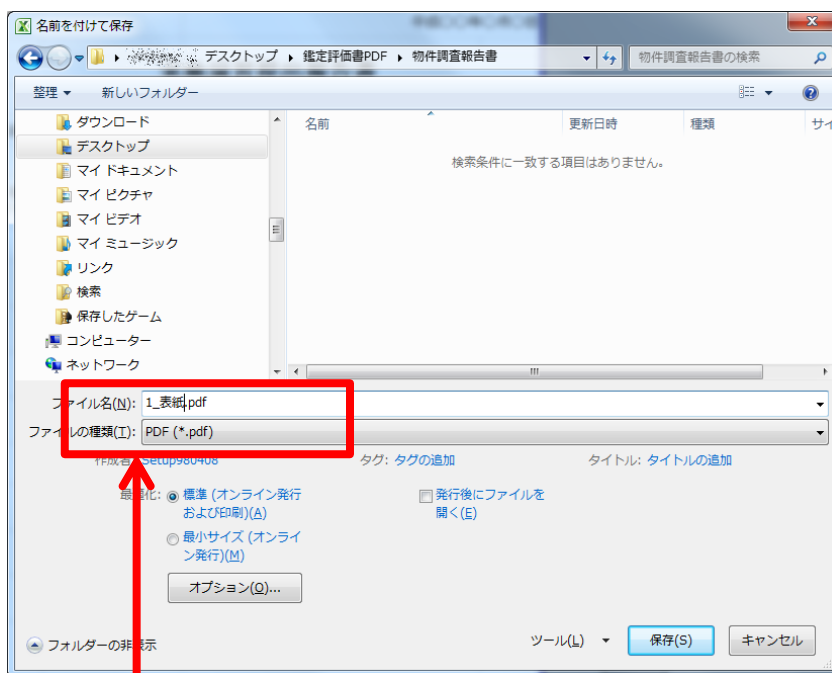 名前を付けて保存
デスクトップ ▸ 鑑定評価書PDF ▸ 物件調査報告書
物件調査報告書の検索
整理 ▼ 新しいフォルダー
ダウンロード
デスクトップ
マイ ドキュメント
マイ ピクチャ
マイ ビデオ
マイ ミュージック
リンク
検索
保存したゲーム
コンピューター
ネットワーク
名前 更新日時 種類 サイ
検索条件に一致する項目はありません。
ファイル名(N): 1_表紙.pdf
ファイルの種類(T): PDF (*.pdf)
作成者: Setup980408 タグ: タグの追加 タイトル: タイトルの追加
最適化: 標準 (オンライン発行
および印刷)(A)
最小サイズ (オンライ
ン発行)(M)
発行後にファイルを
開く(E)
オプション(O)...
フォルダーの非表示
ツール(L) ▼ 保存(S) キャンセル